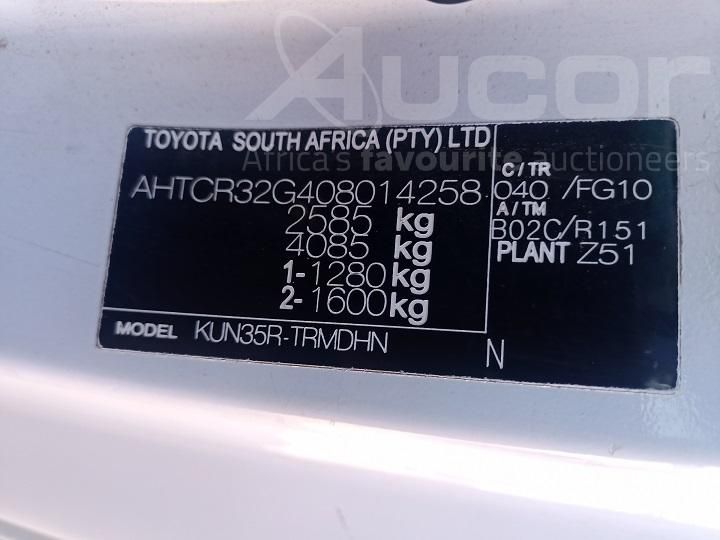 Aucor
Africa's favourite auctioneers
TOYOTA SOUTH AFRICA (PTY) LTD
AHTCR32G408014258
2585 kg
4085 kg
1-1280 kg
2-1600 kg
MODEL KUN35R-TRMDHN N
C/TR
040 /FG10
A/TM
B02C/R151
PLANT Z51